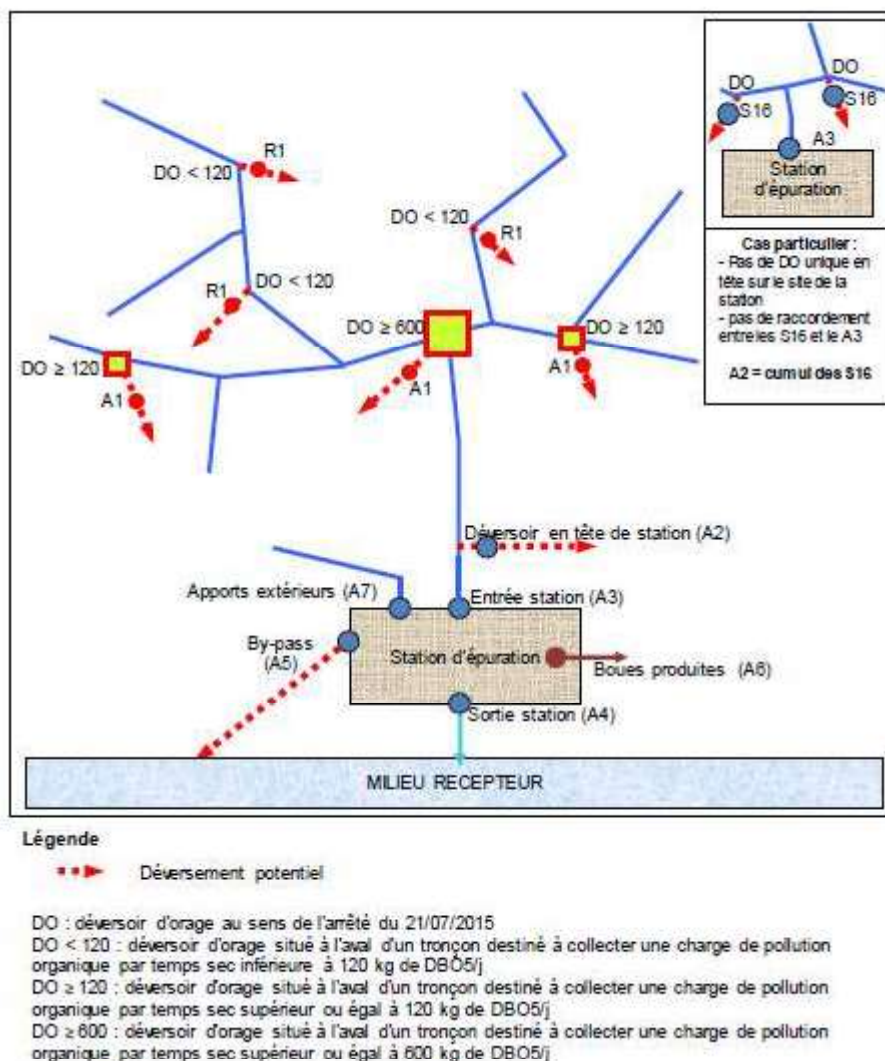 DO
DO
S16
S16
A3
Station
d'épuration
Cas particulier :
- Pas de DO unique en
tête sur le site de la
station
- pas de raccordement
entre les S16 et le A3
A2 = cumul des S16
R1
DO < 120
DO < 120
R1
R1
DO < 120
DO ≥ 600
DO ≥ 120
DO ≥ 120
A1
A1
A1
Déversoir en tête de station (A2)
Apports extérieurs (A7)
Entrée station (A3)
By-pass
(A5)
Station d'épuration
Boues produites (A6)
Sortie station (A4)
MILIEU RECEPTEUR
Légende
Déversement potentiel
DO : déversoir d'orage au sens de l'arrêté du 21/07/2015
DO < 120 : déversoir d'orage situé à l'aval d'un tronçon destiné à collecter une charge de pollution
organique par temps sec inférieure à 120 kg de DBO5/j
DO ≥ 120 : déversoir d'orage situé à l'aval d'un tronçon destiné à collecter une charge de pollution
organique par temps sec supérieur ou égal à 120 kg de DBO5/j
DO ≥ 600 : déversoir d'orage situé à l'aval d'un tronçon destiné à collecter une charge de pollution
organique par temps sec supérieur ou égal à 600 kg de DBO5/j